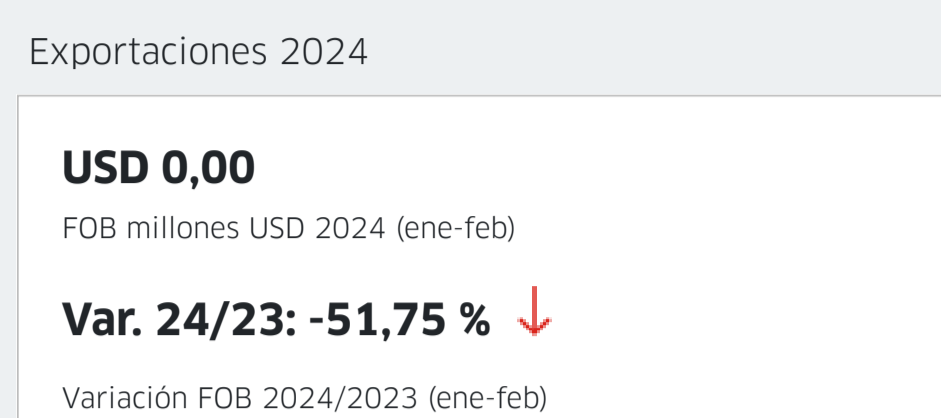 Exportaciones 2024
USD 0,00
FOB millones USD 2024 (ene-feb)
Var. 24/23: -51,75 %
Variación FOB 2024/2023 (ene-feb)